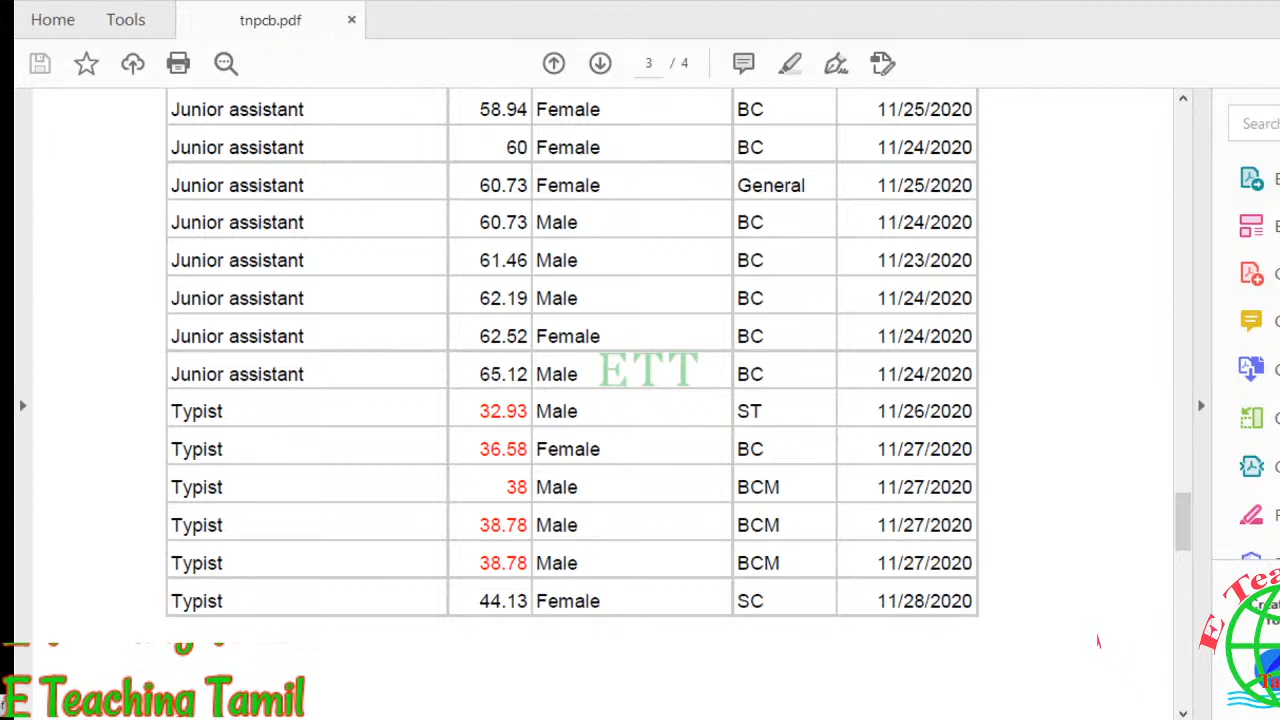 Home Tools tnpcb.pdf ×
3 / 4
Junior assistant 58.94 Female BC 11/25/2020
Junior assistant 60 Female BC 11/24/2020
Junior assistant 60.73 Female General 11/25/2020
Junior assistant 60.73 Male BC 11/24/2020
Junior assistant 61.46 Male BC 11/23/2020
Junior assistant 62.19 Male BC 11/24/2020
Junior assistant 62.52 Female BC 11/24/2020
Junior assistant 65.12 Male BC 11/24/2020
ETT
Typist 32.93 Male ST 11/26/2020
Typist 36.58 Female BC 11/27/2020
Typist 38 Male BCM 11/27/2020
Typist 38.78 Male BCM 11/27/2020
Typist 38.78 Male BCM 11/27/2020
Typist 44.13 Female SC 11/28/2020
E Teaching Tamil
Search
E Tea